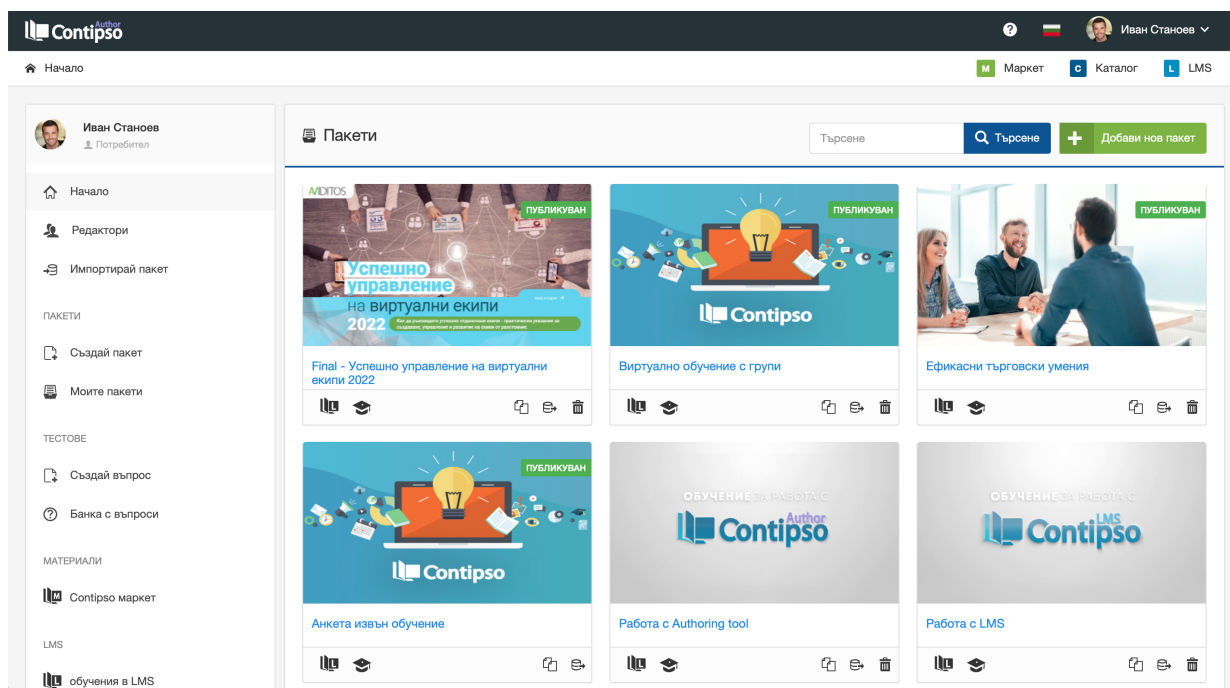 Contipso Author
Иван Станоев
Начало
М Маркет
C Каталог
L LMS
Иван Станоев
Потребител
Начало
Редактори
Импортирай пакет
ПАКЕТИ
Създай пакет
Моите пакети
ТЕСТОВЕ
Създай въпрос
Банка с въпроси
МАТЕРИАЛИ
Contipso маркет
LMS
обучения в LMS
Пакети
Търсене
Търсене
Добави нов пакет
AVIDITOS
ПУБЛИКУВАН
Успешно
управление
на виртуални екипи
2022
Final - Успешно управление на виртуални
екипи 2022
ПУБЛИКУВАН
Contipso
Виртуално обучение с групи
ПУБЛИКУВАН
Ефикасни търговски умения
ПУБЛИКУВАН
Contipso
Анкета извън обучение
ОБУЧЕНИЕ ЗА РАБОТА С
Contipso Author
Работа с Authoring tool
ОБУЧЕНИЕ ЗА РАБОТА С
Contipso LMS
Работа с LMS